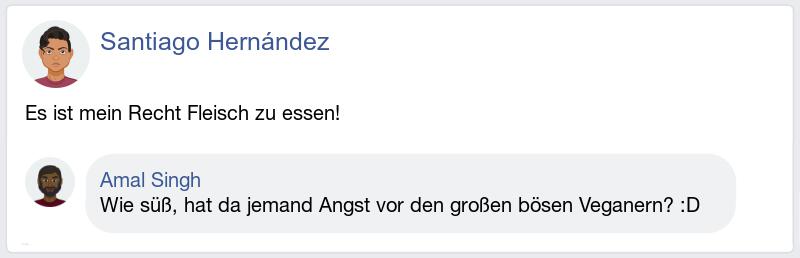 Santiago Hernández
Es ist mein Recht Fleisch zu essen!
Amal Singh
Wie süß, hat da jemand Angst vor den großen bösen Veganern? :D